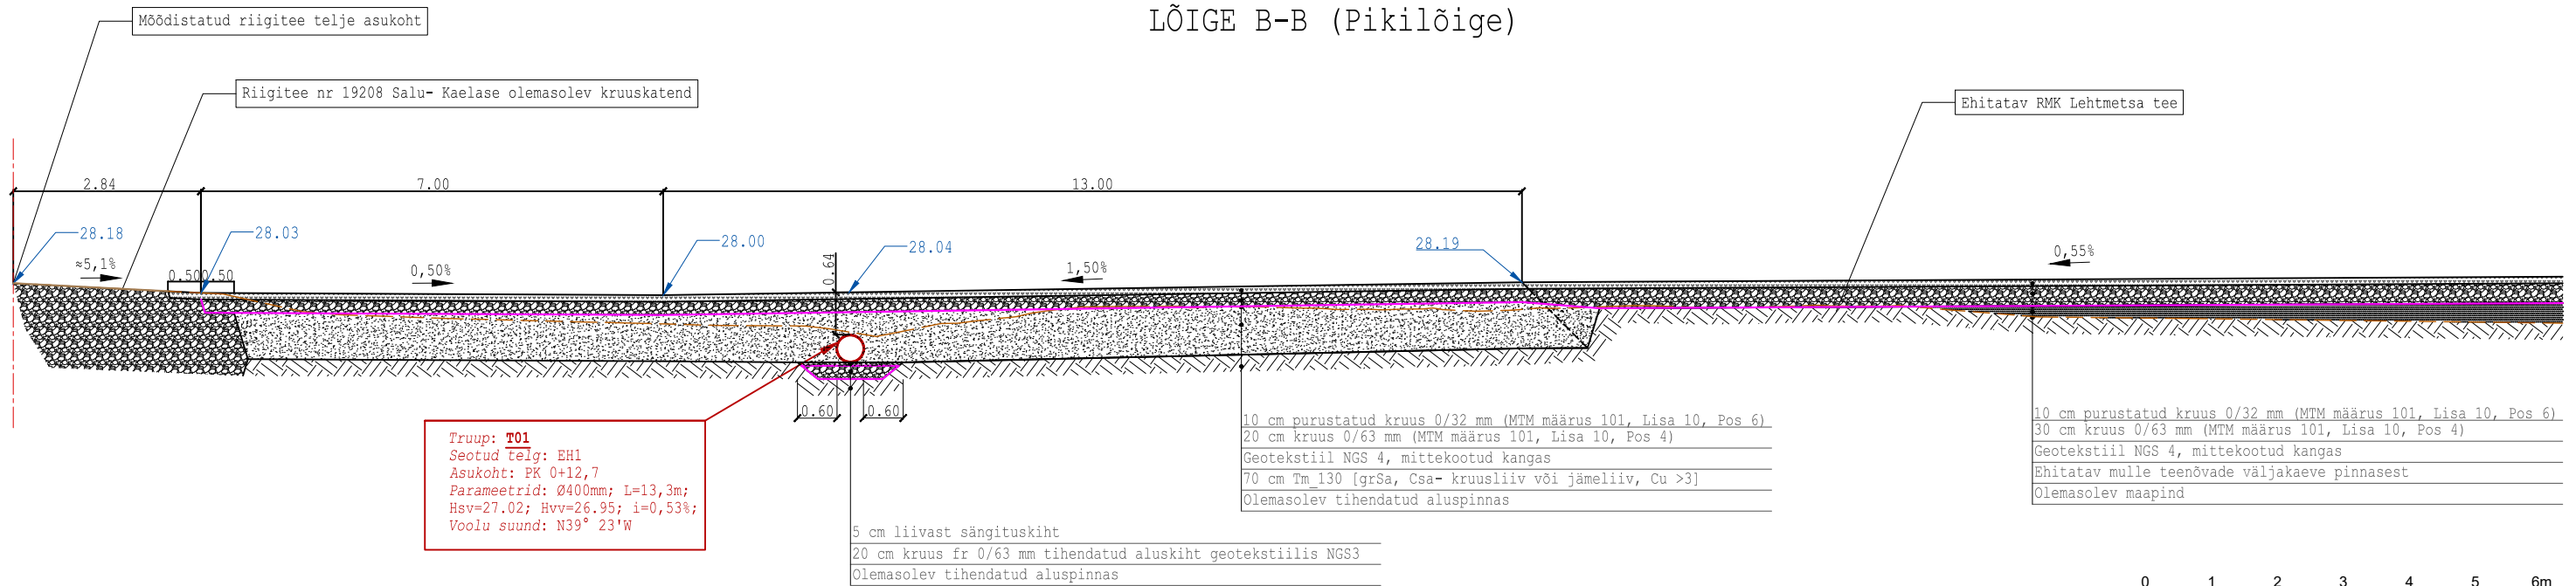 LÕIGE B-B (Pikilõige)
Mõõdistatud riigitee telje asukoht
Riigitee nr 19208 Salu- Kaelase olemasolev kruuskatend
Ehitatav RMK Lehtmetsa tee
2.84
7.00
13.00
28.18
28.03
28.00
28.04
28.19
≈5,1%
0.50
0.50
0,50%
0.64
1,50%
0,55%
0.60
0.60
Truup: T01
Seotud telg: EH1
Asukoht: PK 0+12,7
Parameetrid: Ø400mm; L=13,3m;
Hsv=27.02; Hvv=26.95; i=0,53%;
Voolu suund: N39° 23'W
5 cm liivast sängituskiht
20 cm kruus fr 0/63 mm tihendatud aluskiht geotekstiilis NGS3
Olemasolev tihendatud aluspinnas
10 cm purustatud kruus 0/32 mm (MTM määrus 101, Lisa 10, Pos 6)
20 cm kruus 0/63 mm (MTM määrus 101, Lisa 10, Pos 4)
Geotekstiil NGS 4, mittekootud kangas
70 cm Tm_130 [grSa, Csa- kruusliiv või jämeliiv, Cu >3]
Olemasolev tihendatud aluspinnas
10 cm purustatud kruus 0/32 mm (MTM määrus 101, Lisa 10, Pos 6)
30 cm kruus 0/63 mm (MTM määrus 101, Lisa 10, Pos 4)
Geotekstiil NGS 4, mittekootud kangas
Ehitatav mulle teenõvade väljakaeve pinnasest
Olemasolev maapind
0 1 2 3 4 5 6m